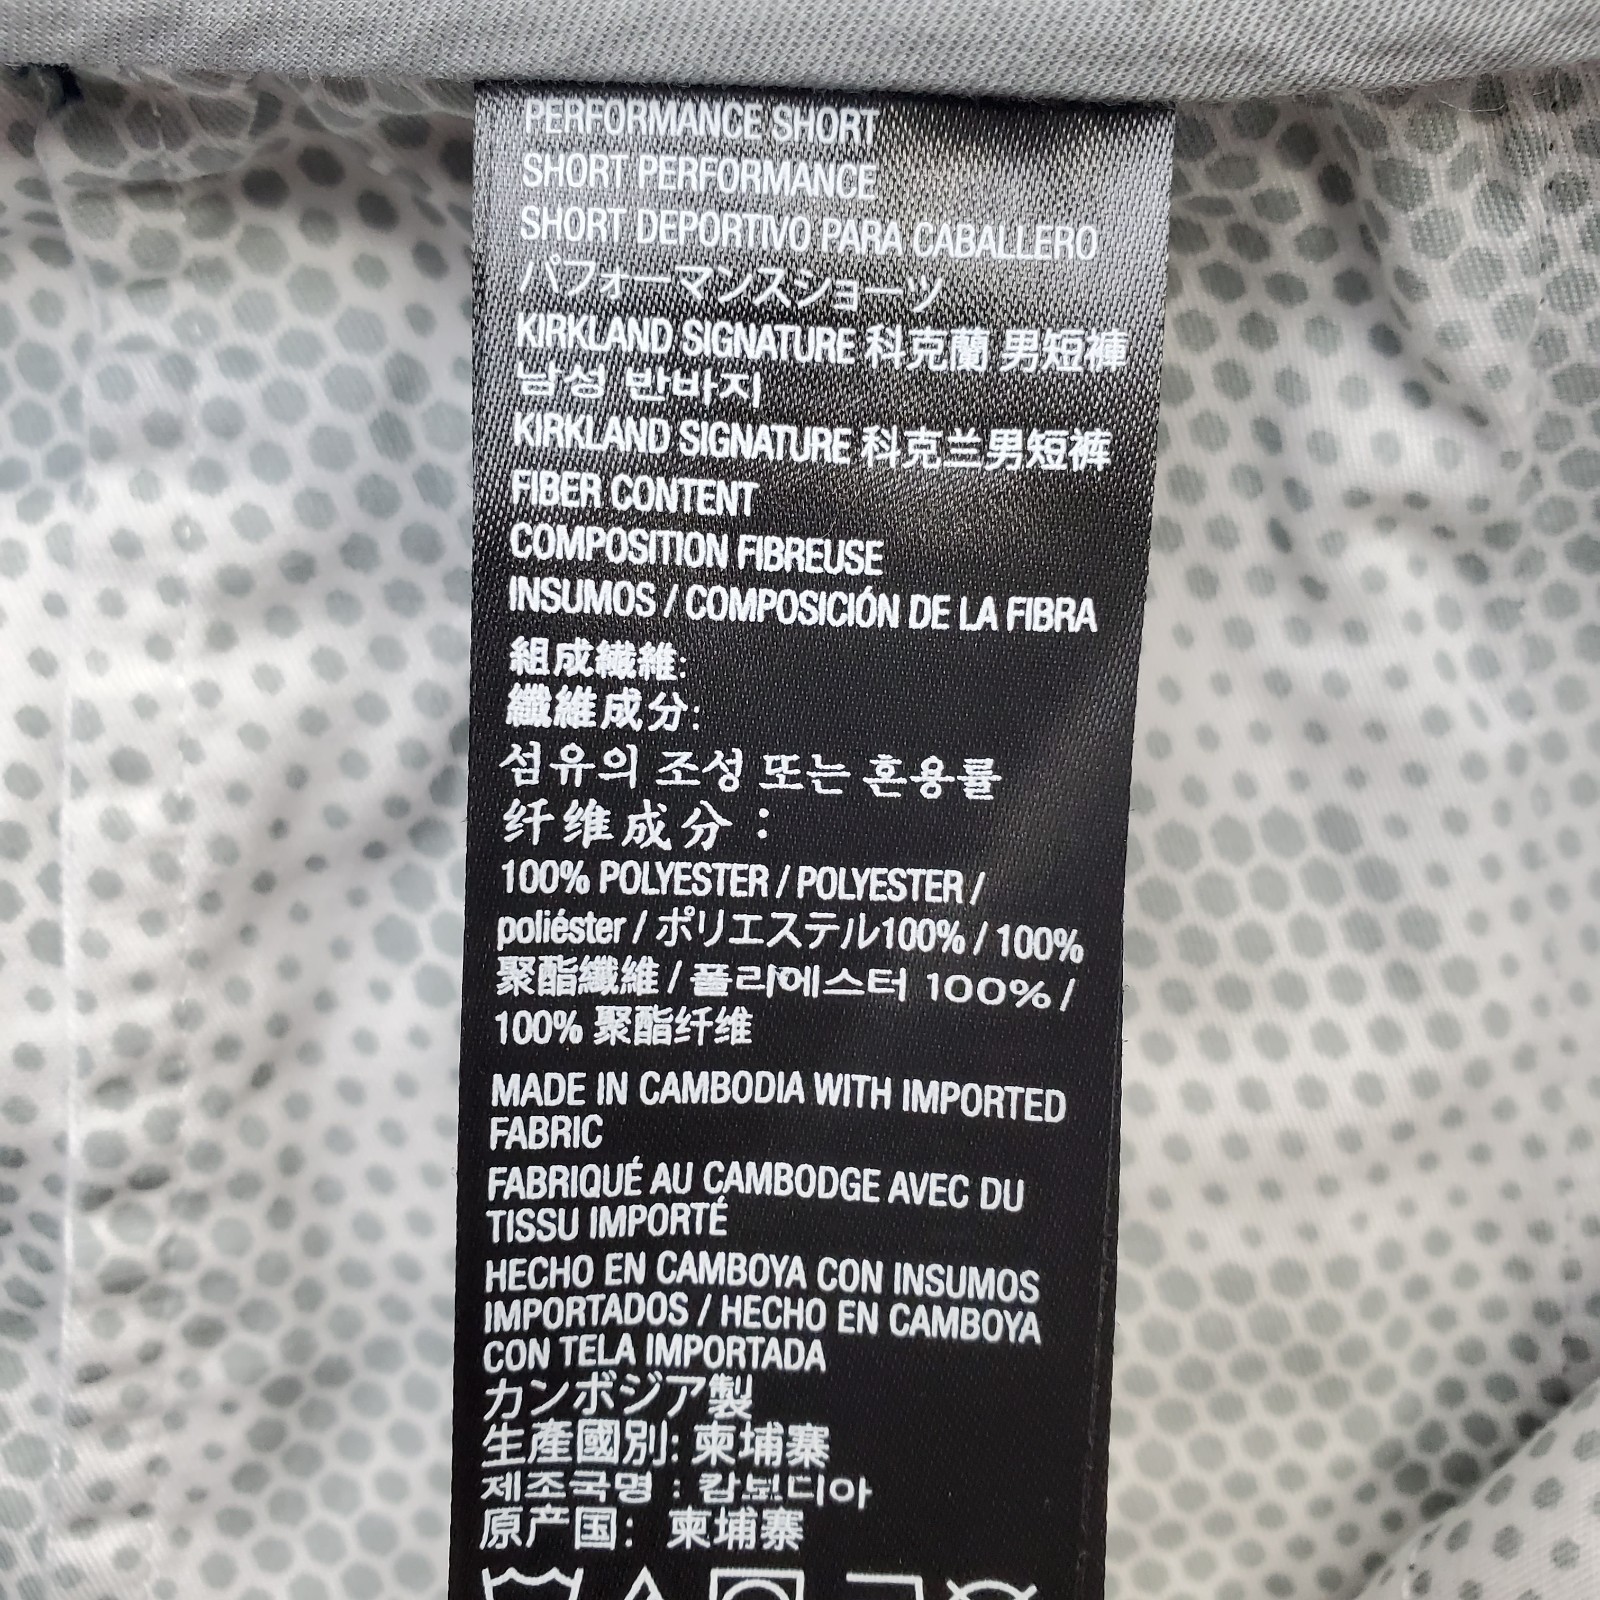 PERFORMANCE SHORT
SHORT PERFORMANCE
SHORT DEPORTIVO PARA CABALLERO
パフォーマンスショーツ
KIRKLAND SIGNATURE 科克蘭 男短褲
남성 반바지
KIRKLAND SIGNATURE 科克兰男短裤
FIBER CONTENT
COMPOSITION FIBREUSE
INSUMOS / COMPOSICIÓN DE LA FIBRA
組成繊維:
纖維成分:
섬유의 조성 또는 혼용률
纤维成分：
100% POLYESTER / POLYESTER /
poliéster / ポリエステル100% / 100%
聚酯纖維 / 폴리에스터 100% /
100% 聚酯纤维
MADE IN CAMBODIA WITH IMPORTED
FABRIC
FABRIQUÉ AU CAMBODGE AVEC DU
TISSU IMPORTÉ
HECHO EN CAMBOYA CON INSUMOS
IMPORTADOS / HECHO EN CAMBOYA
CON TELA IMPORTADA
カンボジア製
生產國別: 柬埔寨
제조국명 : 캄보디아
原产国： 柬埔寨